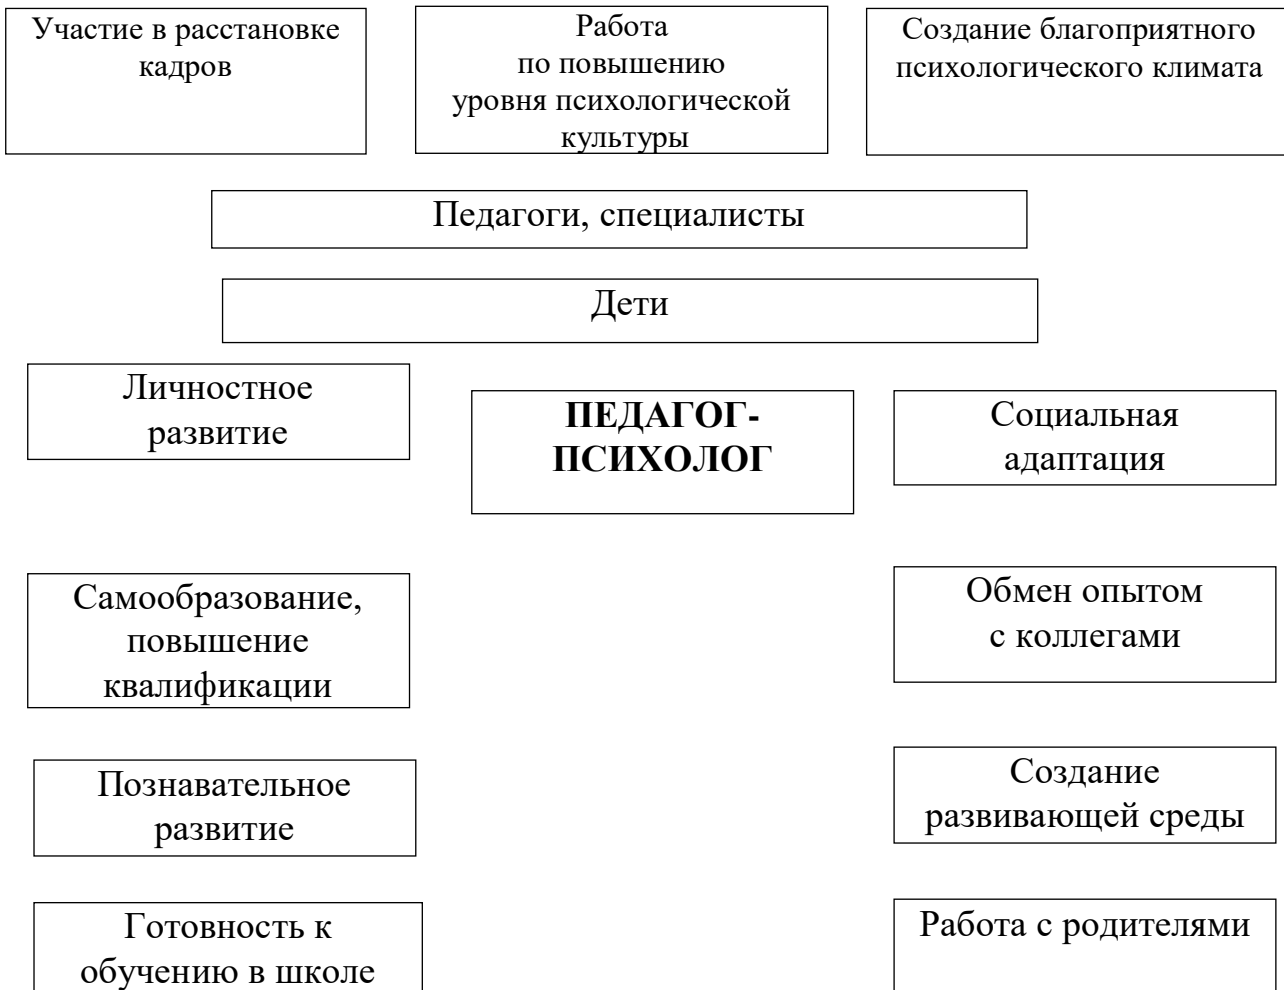 Участие в расстановке
кадров
Работа
по повышению
уровня психологической
культуры
Создание благоприятного
психологического климата
Педагоги, специалисты
Дети
Личностное
развитие
ПЕДАГОГ-
ПСИХОЛОГ
Социальная
адаптация
Самообразование,
повышение
квалификации
Обмен опытом
с коллегами
Познавательное
развитие
Создание
развивающей среды
Готовность к
обучению в школе
Работа с родителями